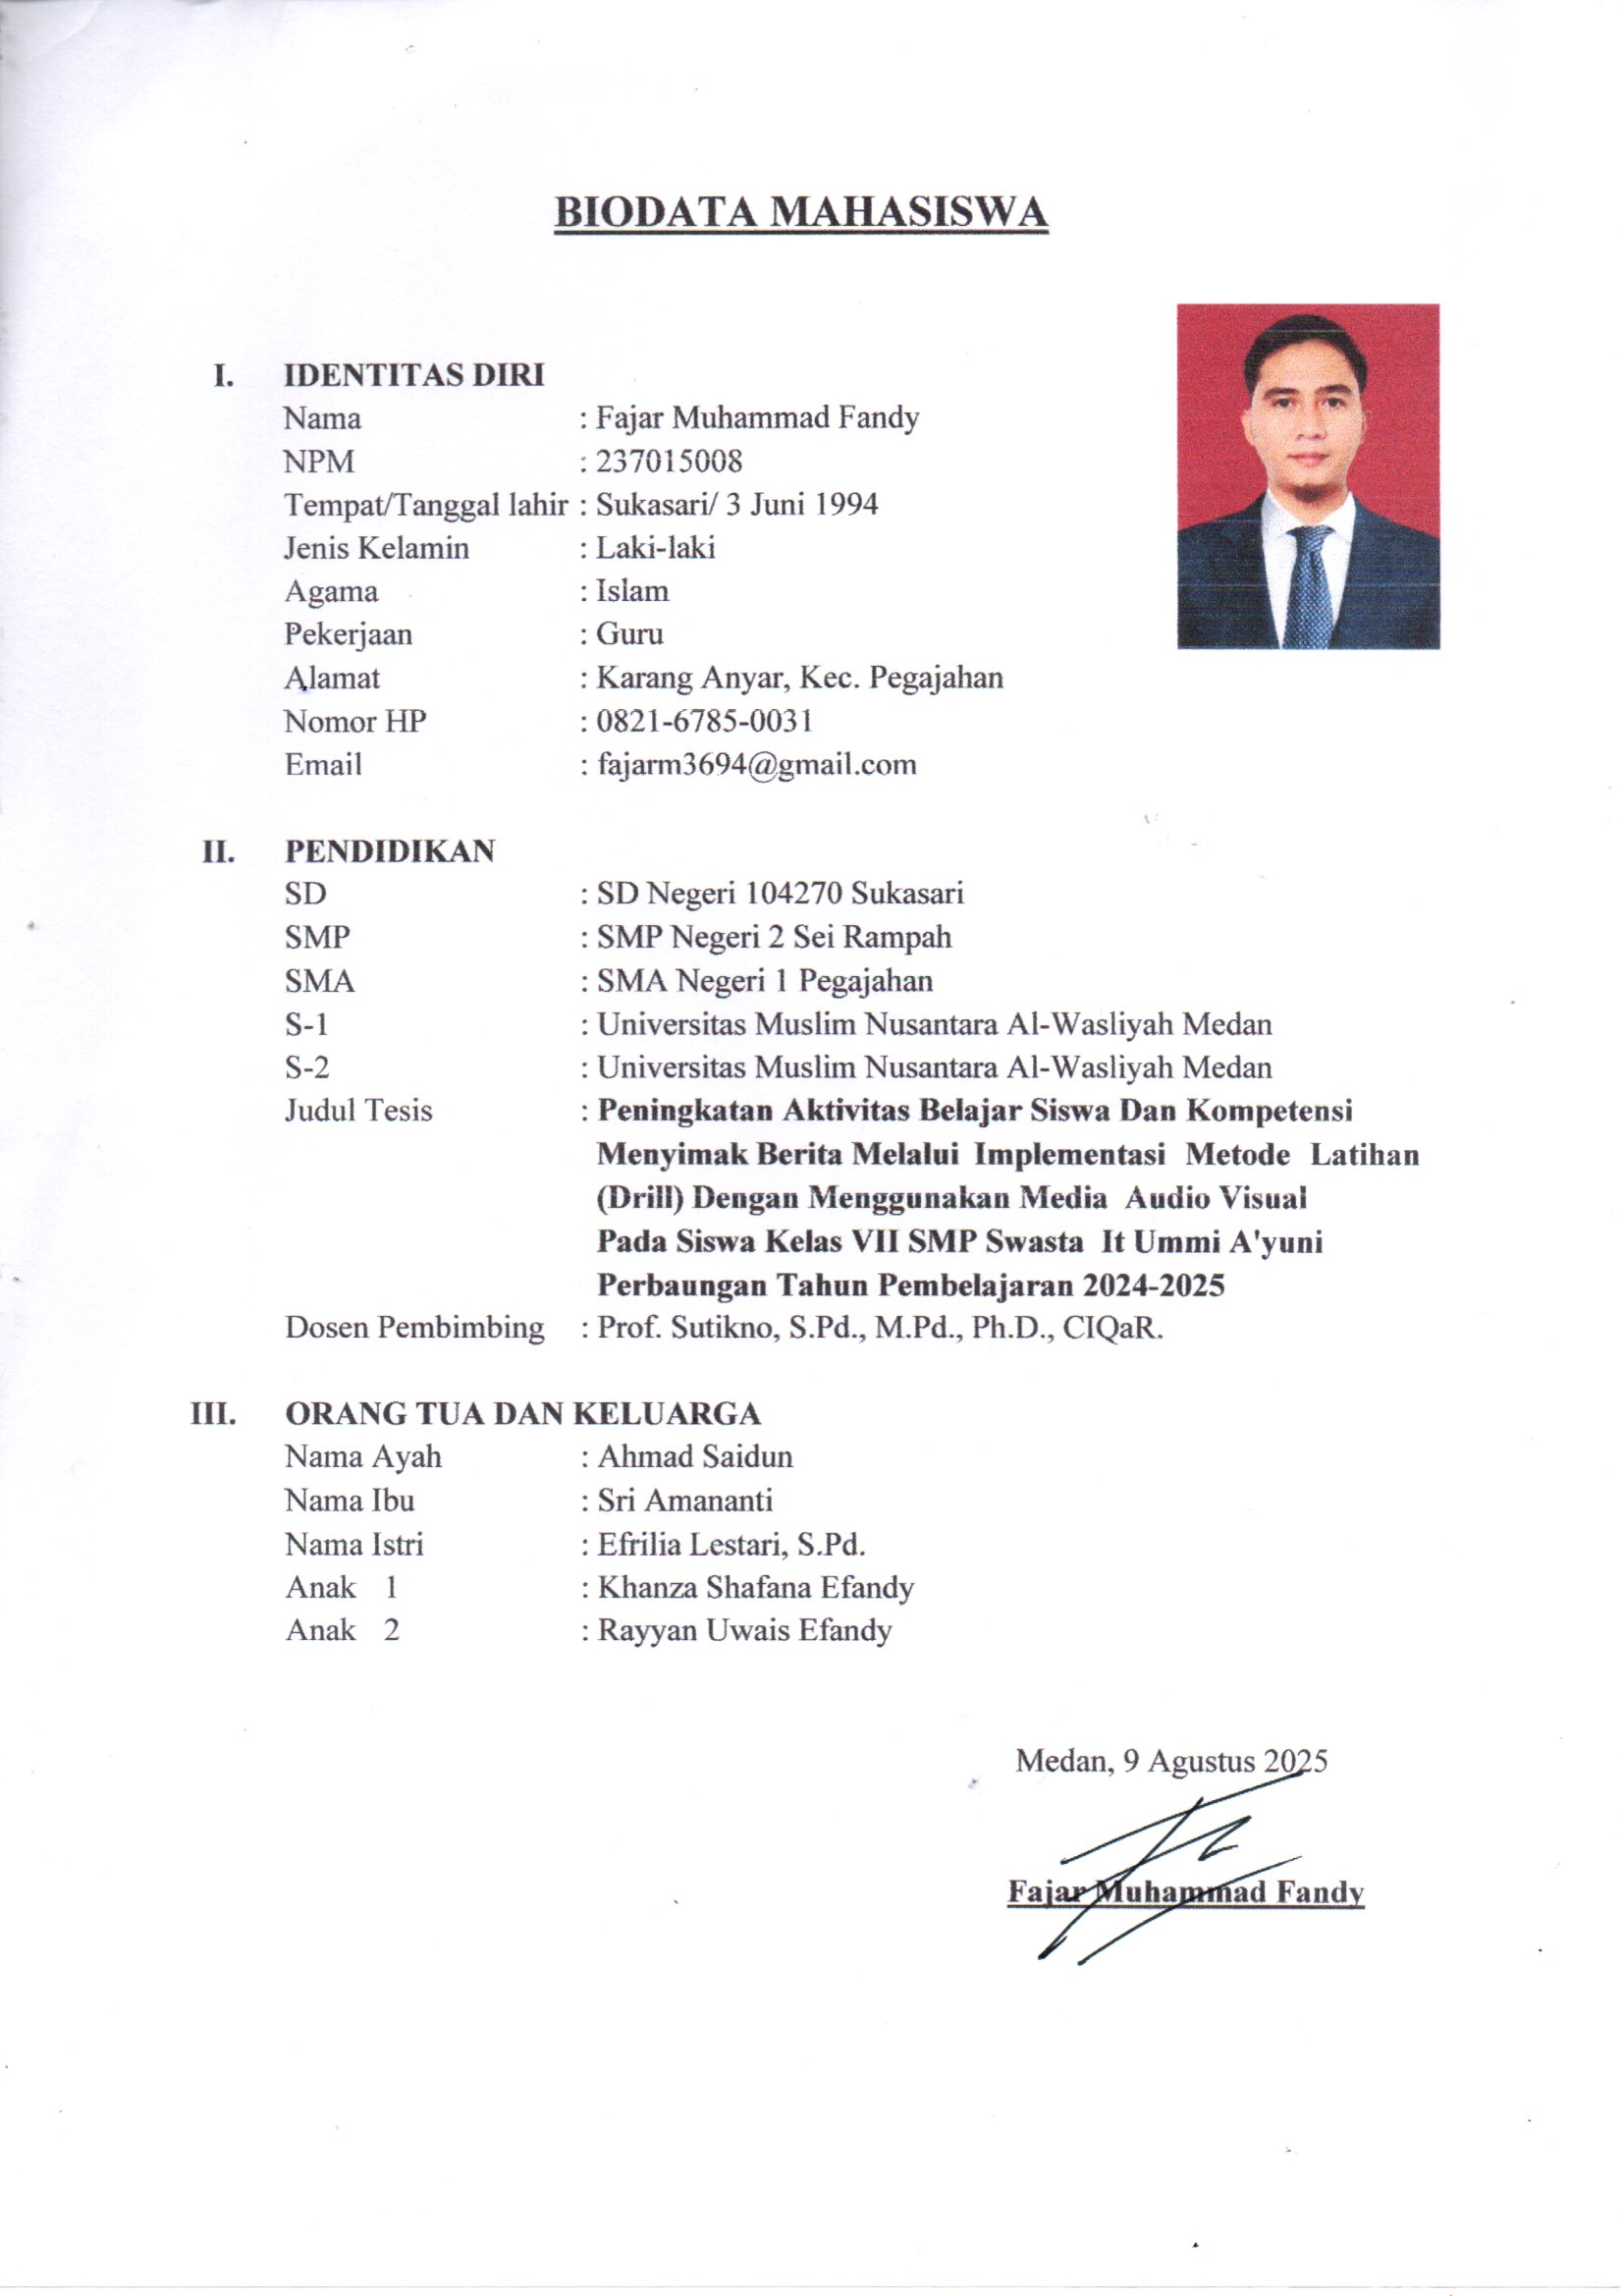 BIODATA MAHASISWA
I. IDENTITAS DIRI
Nama : Fajar Muhammad Fandy
NPM : 237015008
Tempat/Tanggal lahir : Sukasari/ 3 Juni 1994
Jenis Kelamin : Laki-laki
Agama : Islam
Pekerjaan : Guru
Alamat : Karang Anyar, Kec. Pegajahan
Nomor HP : 0821-6785-0031
Email : fajarm3694@gmail.com
II. PENDIDIKAN
SD : SD Negeri 104270 Sukasari
SMP : SMP Negeri 2 Sei Rampah
SMA : SMA Negeri 1 Pegajahan
S-1 : Universitas Muslim Nusantara Al-Wasliyah Medan
S-2 : Universitas Muslim Nusantara Al-Wasliyah Medan
Judul Tesis : Peningkatan Aktivitas Belajar Siswa Dan Kompetensi
Menyimak Berita Melalui Implementasi Metode Latihan
(Drill) Dengan Menggunakan Media Audio Visual
Pada Siswa Kelas VII SMP Swasta It Ummi A'yuni
Perbaungan Tahun Pembelajaran 2024-2025
Dosen Pembimbing : Prof. Sutikno, S.Pd., M.Pd., Ph.D., CIQaR.
III. ORANG TUA DAN KELUARGA
Nama Ayah : Ahmad Saidun
Nama Ibu : Sri Amananti
Nama Istri : Efrilia Lestari, S.Pd.
Anak 1 : Khanza Shafana Efandy
Anak 2 : Rayyan Uwais Efandy
Medan, 9 Agustus 2025
Fajar Muhammad Fandy